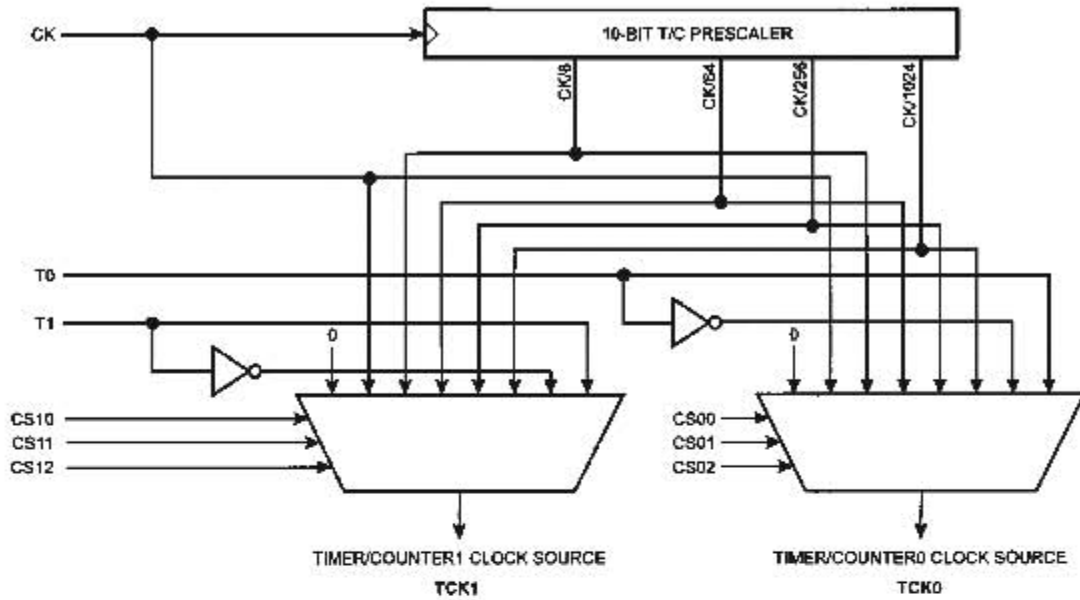 CK
10-BIT T/C PRESCALER
CK/8
CK/64
CK/256
CK/1024
T0
T1
0
0
CS10
CS11
CS12
CS00
CS01
CS02
TIMER/COUNTER1 CLOCK SOURCE
TCK1
TIMER/COUNTER0 CLOCK SOURCE
TCK0